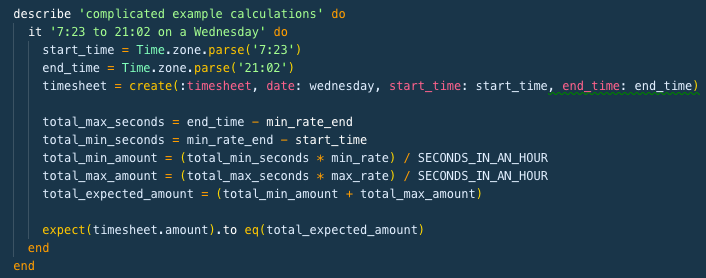 describe 'complicated example calculations' do
  it '7:23 to 21:02 on a Wednesday' do
    start_time = Time.zone.parse('7:23')
    end_time = Time.zone.parse('21:02')
    timesheet = create(:timesheet, date: wednesday, start_time: start_time, end_time: end_time)

    total_max_seconds = end_time - min_rate_end
    total_min_seconds = min_rate_end - start_time
    total_min_amount = (total_min_seconds * min_rate) / SECONDS_IN_AN_HOUR
    total_max_amount = (total_max_seconds * max_rate) / SECONDS_IN_AN_HOUR
    total_expected_amount = (total_min_amount + total_max_amount)

    expect(timesheet.amount).to eq(total_expected_amount)
  end
end